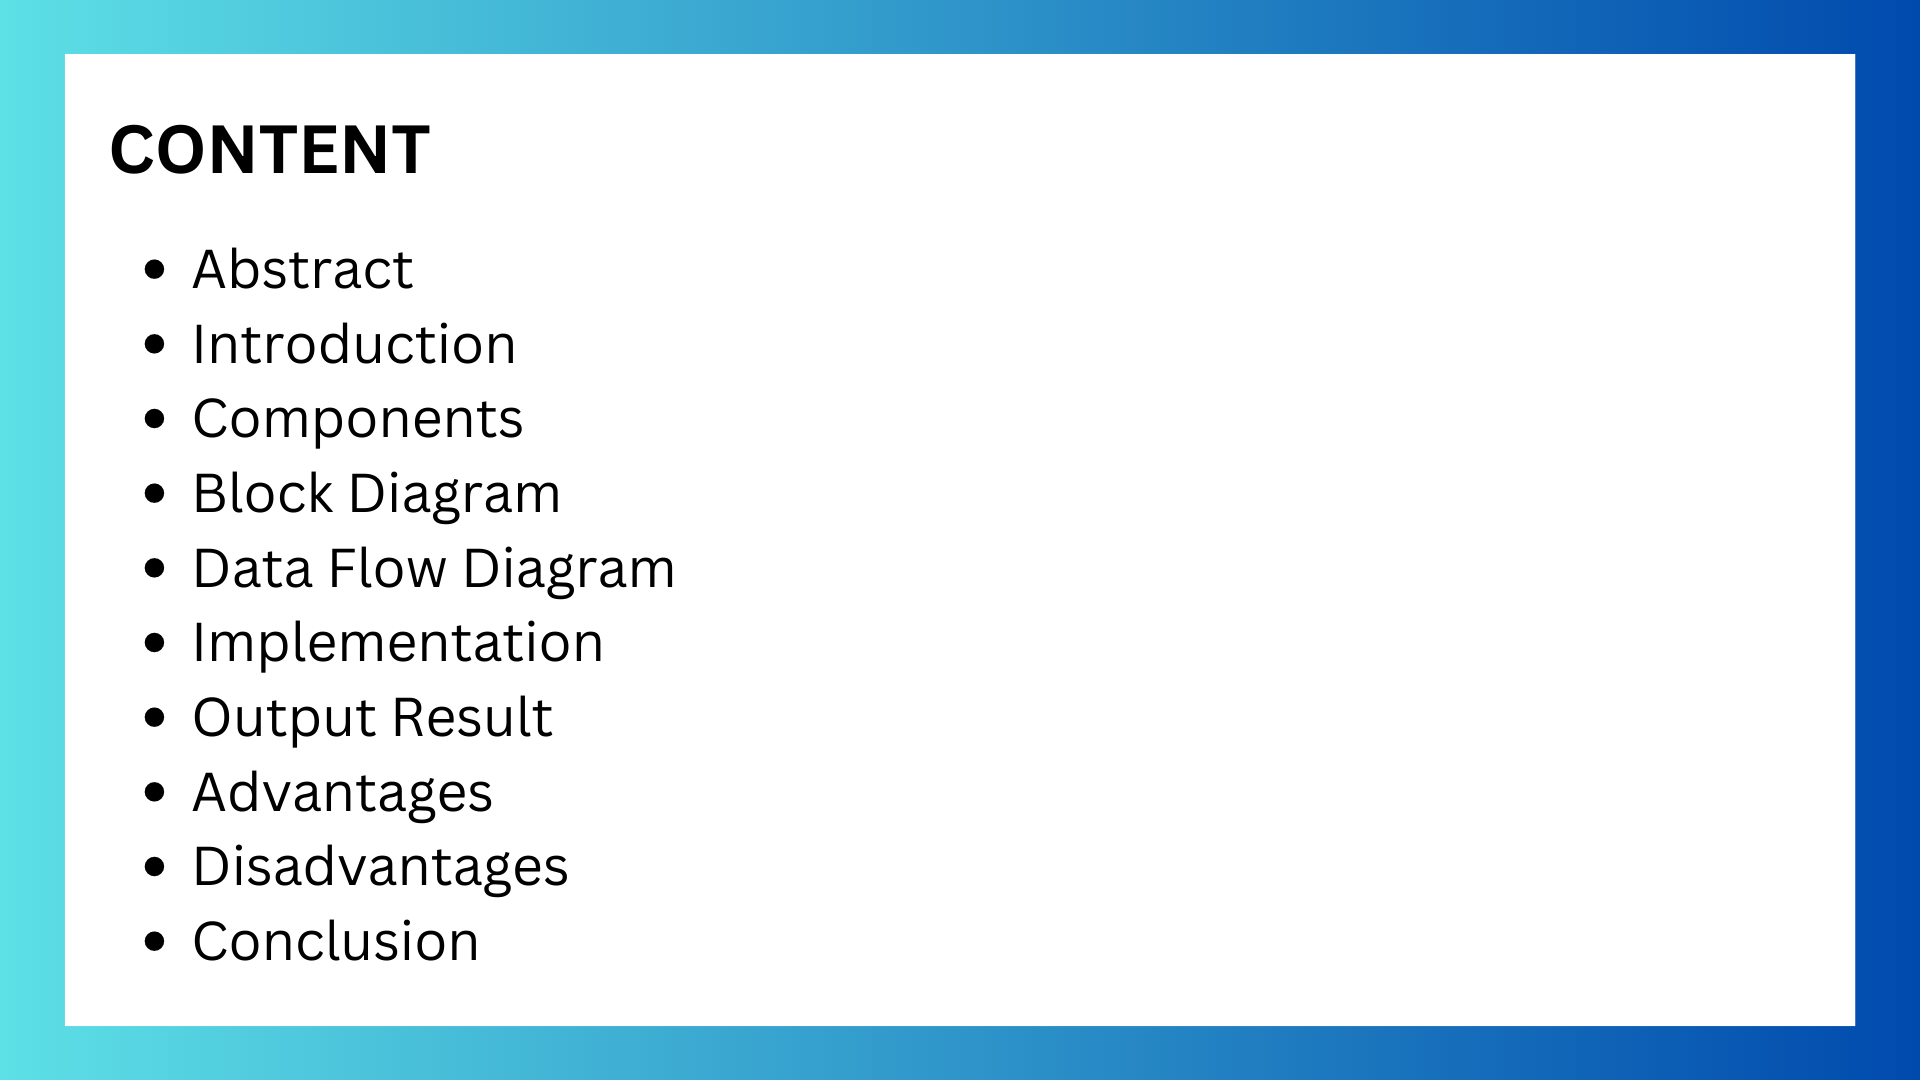 CONTENT
• Abstract
• Introduction
• Components
• Block Diagram
• Data Flow Diagram
• Implementation
• Output Result
• Advantages
• Disadvantages
• Conclusion